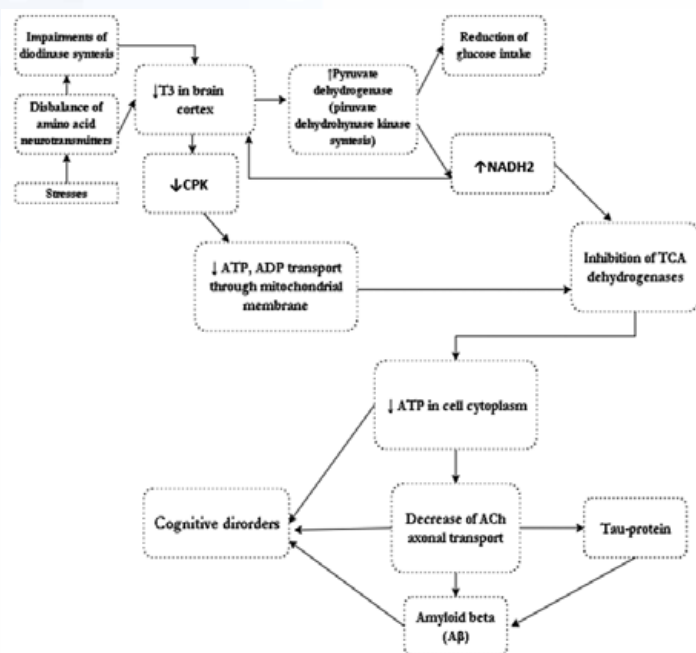 Impairments of
diodinase syntesis
Reduction of
glucose intake
↓T3 in brain
cortex
↑Pyruvate dehydrogenase
(piruvate
dehydrohynase kinase
syntesis)
Disbalance of
amino acid
neurotransmitters
↑NADH2
↓CPK
Stresses
Inhibition of TCA
dehydrogenases
↓ ATP, ADP transport
through mitochondrial
membrane
↓ ATP in cell cytoplasm
Cognitive dirorders
Decrease of ACh
axonal transport
Tau-protein
Amyloid beta
(Aβ)